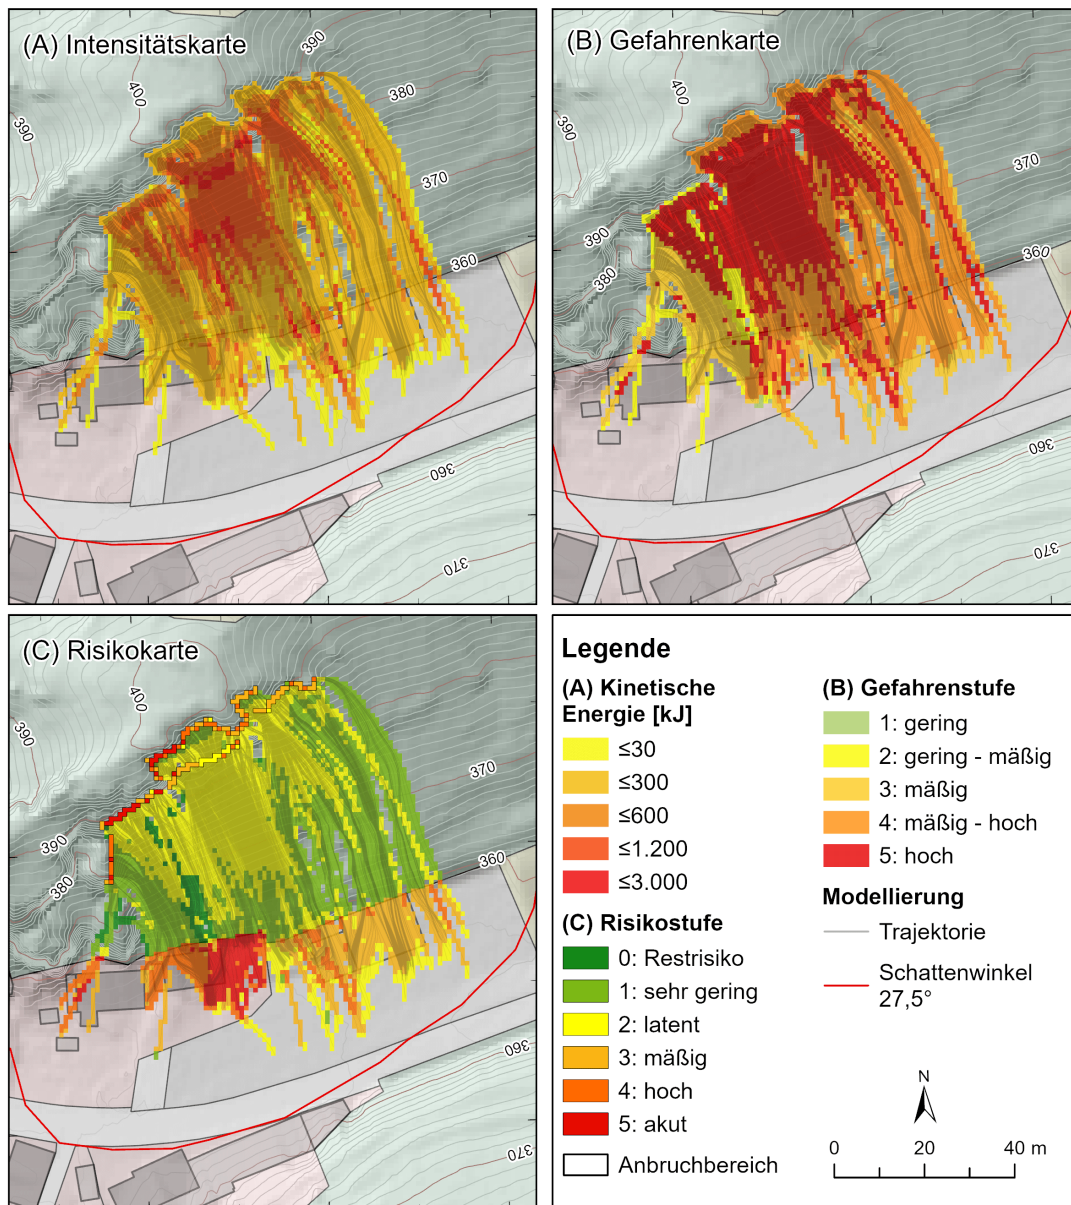 (A) Intensitätskarte
390
400
390
380
370
360
360
370
(B) Gefahrenkarte
400
390
370
390
380
360
360
370
(C) Risikokarte
400
390
370
390
380
360
360
370
Legende
(A) Kinetische
Energie [kJ]
≤30
≤300
≤600
≤1.200
≤3.000
(C) Risikostufe
0: Restrisiko
1: sehr gering
2: latent
3: mäßig
4: hoch
5: akut
Anbruchbereich
(B) Gefahrenstufe
1: gering
2: gering - mäßig
3: mäßig
4: mäßig - hoch
5: hoch
Modellierung
Trajektorie
Schattenwinkel
27,5°
N
0 20 40 m